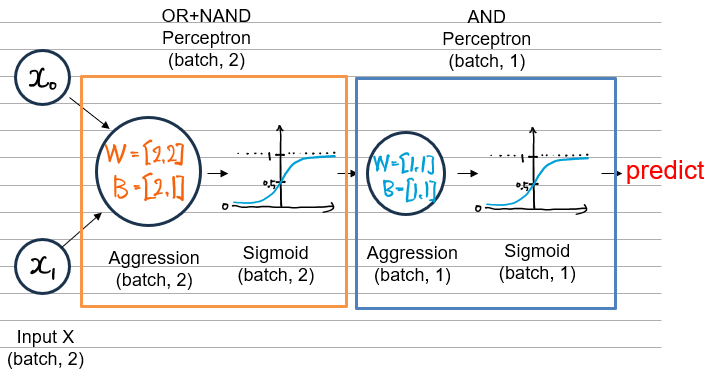 OR+NAND
Perceptron
(batch, 2)
AND
Perceptron
(batch, 1)
x₀
x₁
W=[2,2]
B=[2,1]
1
0.5
0
Aggression
(batch, 2)
Sigmoid
(batch, 2)
W=[1,1]
B=[1,1]
1
0.5
0
Aggression
(batch, 1)
Sigmoid
(batch, 1)
predict
Input X
(batch, 2)